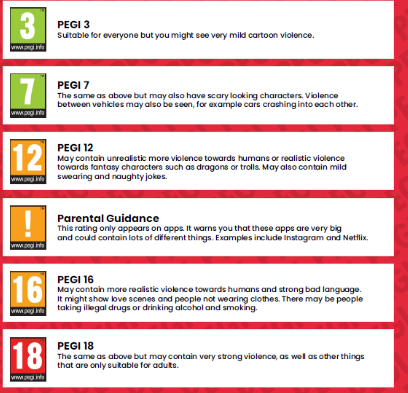 3
www.pegi.info
PEGI 3
Suitable for everyone but you might see very mild cartoon violence.
7
www.pegi.info
PEGI 7
The same as above but may also have scary looking characters. Violence
between vehicles may also be seen, for example cars crashing into each other.
12
www.pegi.info
PEGI 12
May contain unrealistic more violence towards humans or realistic violence
towards fantasy characters such as dragons or trolls. May also contain mild
swearing and naughty jokes.
!
www.pegi.info
Parental Guidance
This rating only appears on apps. It warns you that these apps are very big
and could contain lots of different things. Examples include Instagram and Netflix.
16
www.pegi.info
PEGI 16
May contain more realistic violence towards humans and strong bad language.
It might show love scenes and people not wearing clothes. There may be people
taking illegal drugs or drinking alcohol and smoking.
18
www.pegi.info
PEGI 18
The same as above but may contain very strong violence, as well as other things
that are only suitable for adults.